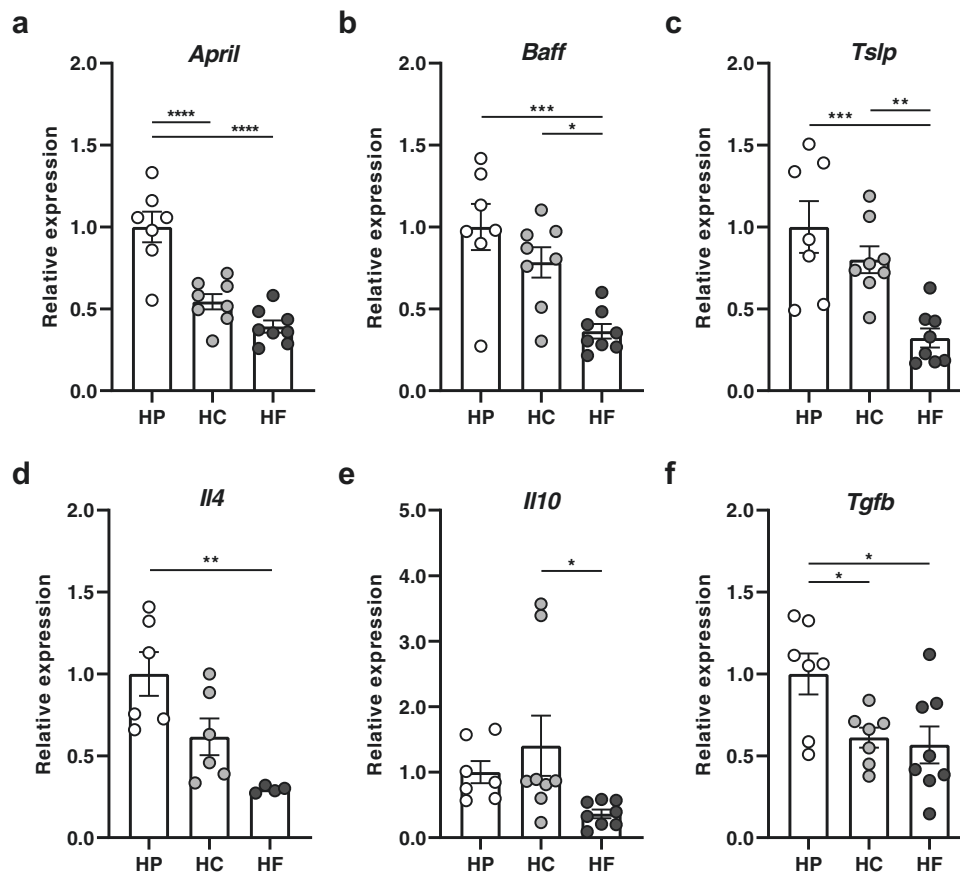 a
April
Relative expression
2.0
1.5
1.0
0.5
0.0
****
****
HP HC HF
b
Baff
Relative expression
2.0
1.5
1.0
0.5
0.0
***
*
HP HC HF
c
Tslp
Relative expression
2.0
1.5
1.0
0.5
0.0
**
***
HP HC HF
d
Il4
Relative expression
2.0
1.5
1.0
0.5
0.0
**
HP HC HF
e
Il10
Relative expression
5.0
4.0
3.0
2.0
1.0
0.0
*
HP HC HF
f
Tgfb
Relative expression
2.0
1.5
1.0
0.5
0.0
*
*
HP HC HF